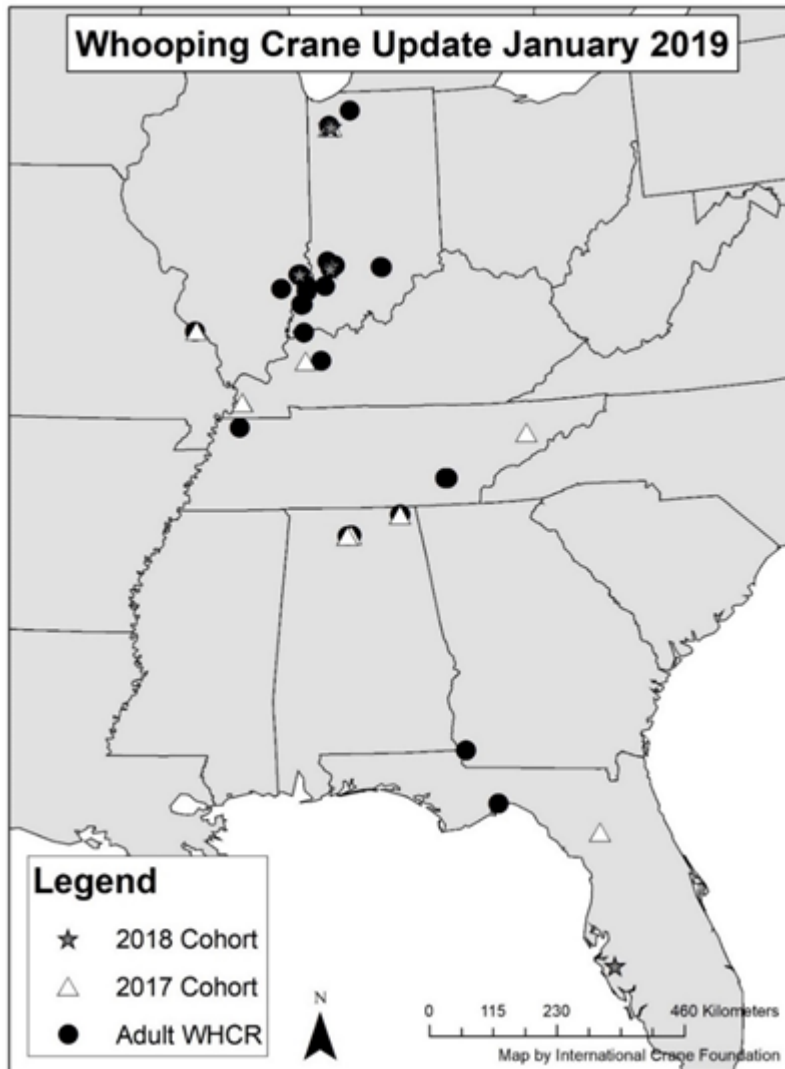 Whooping Crane Update January 2019
Legend
2018 Cohort
2017 Cohort
Adult WHCR
N
0 115 230 460 Kilometers
Map by International Crane Foundation